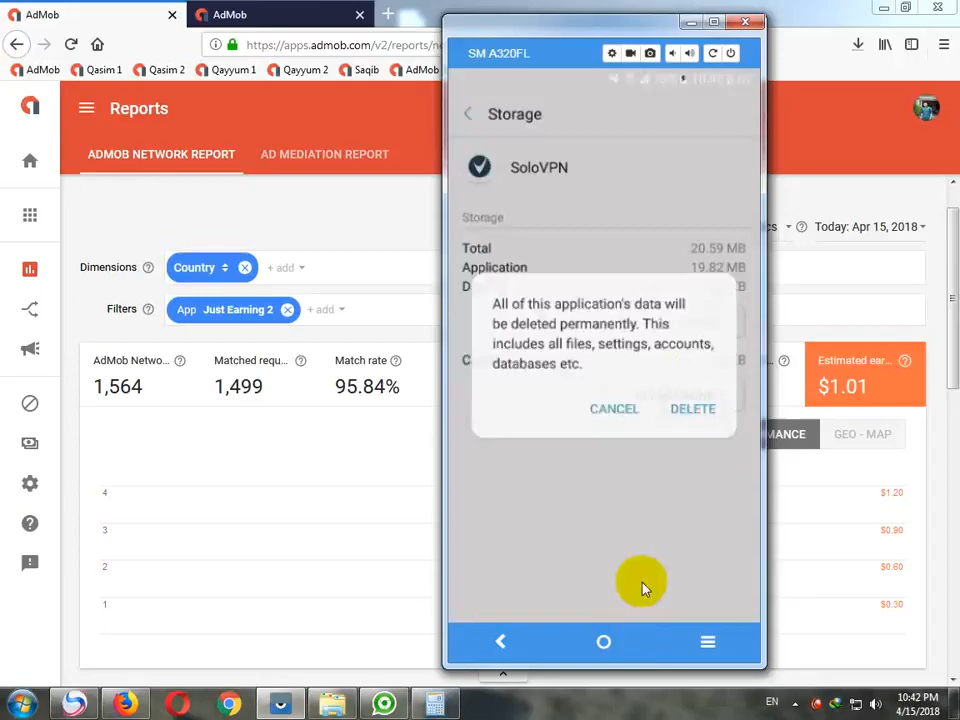 AdMob
AdMob
https://apps.admob.com/v2/reports/ne
AdMob
Qasim 1
Qasim 2
Qayyum 1
Qayyum 2
Saqib
AdMob
Reports
ADMOB NETWORK REPORT
AD MEDIATION REPORT
Today: Apr 15, 2018
Dimensions
Country
+ add
Filters
App Just Earning 2
+ add
AdMob Netwo...
1,564
Matched requ...
1,499
Match rate
95.84%
Estimated ear...
$1.01
MANCE
GEO - MAP
4
3
2
1
$1.20
$0.90
$0.60
$0.30
SM A320FL
Storage
SoloVPN
Storage
Total
20.59 MB
Application
19.82 MB
All of this application's data will
be deleted permanently. This
includes all files, settings, accounts,
databases etc.
CANCEL
DELETE
EN
10:42 PM
4/15/2018